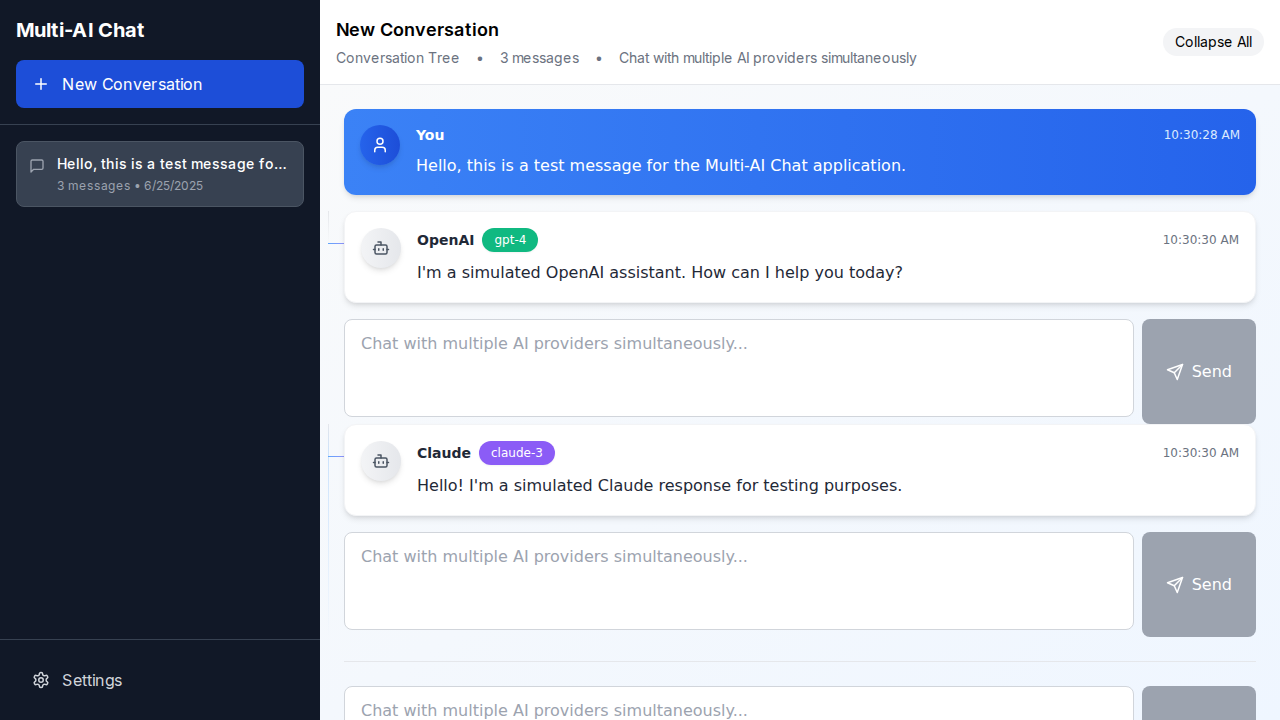 Multi-AI Chat
New Conversation
Hello, this is a test message fo...
3 messages • 6/25/2025
Settings
New Conversation
Conversation Tree • 3 messages • Chat with multiple AI providers simultaneously
Collapse All
You
10:30:28 AM
Hello, this is a test message for the Multi-AI Chat application.
OpenAI gpt-4
10:30:30 AM
I'm a simulated OpenAI assistant. How can I help you today?
Chat with multiple AI providers simultaneously...
Send
Claude claude-3
10:30:30 AM
Hello! I'm a simulated Claude response for testing purposes.
Chat with multiple AI providers simultaneously...
Send
Chat with multiple AI providers simultaneously...